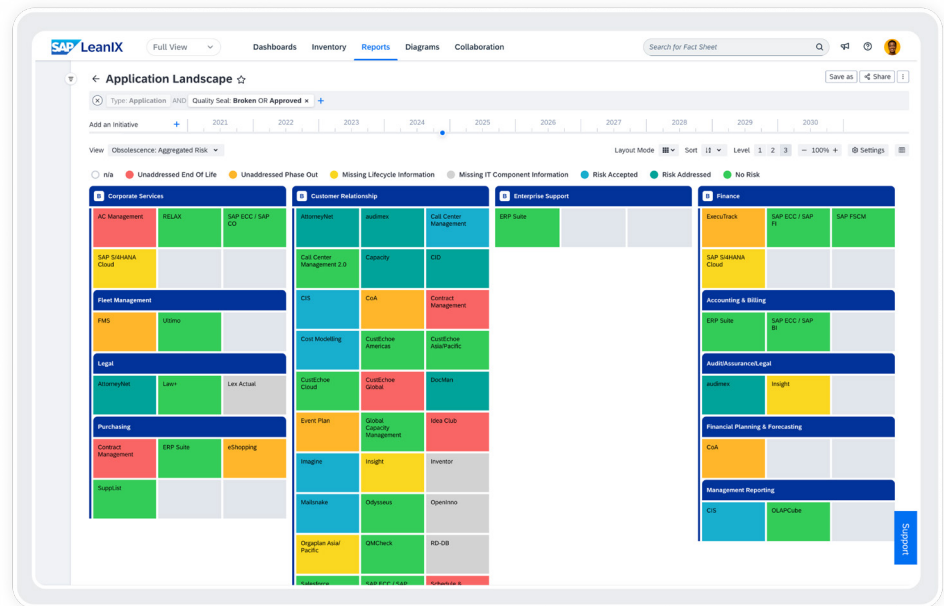 SAP LeanIX
Full View
Dashboards Inventory Reports Diagrams Collaboration
Search for Fact Sheet
← Application Landscape
Save as Share
Type: Application AND Quality Seal: Broken OR Approved × +
Add an Initiative + 2021 2022 2023 2024 2025 2026 2027 2028 2029 2030
View Obsolescence: Aggregated Risk Layout Mode Sort Level 1 2 3 − 100% + Settings
n/a Unaddressed End Of Life Unaddressed Phase Out Missing Lifecycle Information Missing IT Component Information Risk Accepted Risk Addressed No Risk
B Corporate Services
AC Management RELAX SAP ECC / SAP
CO
SAP S/4HANA
Cloud
Fleet Management
FMS Ultimo
Legal
AttorneyNet Law+ Lex Actual
Purchasing
Contract
Management
ERP Suite eShopping
SuppList
B Customer Relationship
AttorneyNet audimex Call Center
Management
Call Center
Management 2.0
Capacity CID
CIS CoA Contract
Management
Cost Modelling CustEchoe
Americas
CustEchoe
Asia/Pacific
CustEchoe
Cloud
CustEchoe
Global
DocMan
Event Plan Global
Capacity
Management
Idea Club
Imagine Insight Inventor
Mailsnake Odysseus OpenInno
Orgaplan Asia/
Pacific
QMCheck RD-DB
Salesforce SAP ECC / SAP Schedule &
B Enterprise Support
ERP Suite
B Finance
ExecuTrack SAP ECC / SAP
FI
SAP FSCM
SAP S/4HANA
Cloud
Accounting & Billing
ERP Suite SAP ECC / SAP
BI
Audit/Assurance/Legal
audimex Insight
Financial Planning & Forecasting
CoA
Management Reporting
CIS OLAPCube
Support